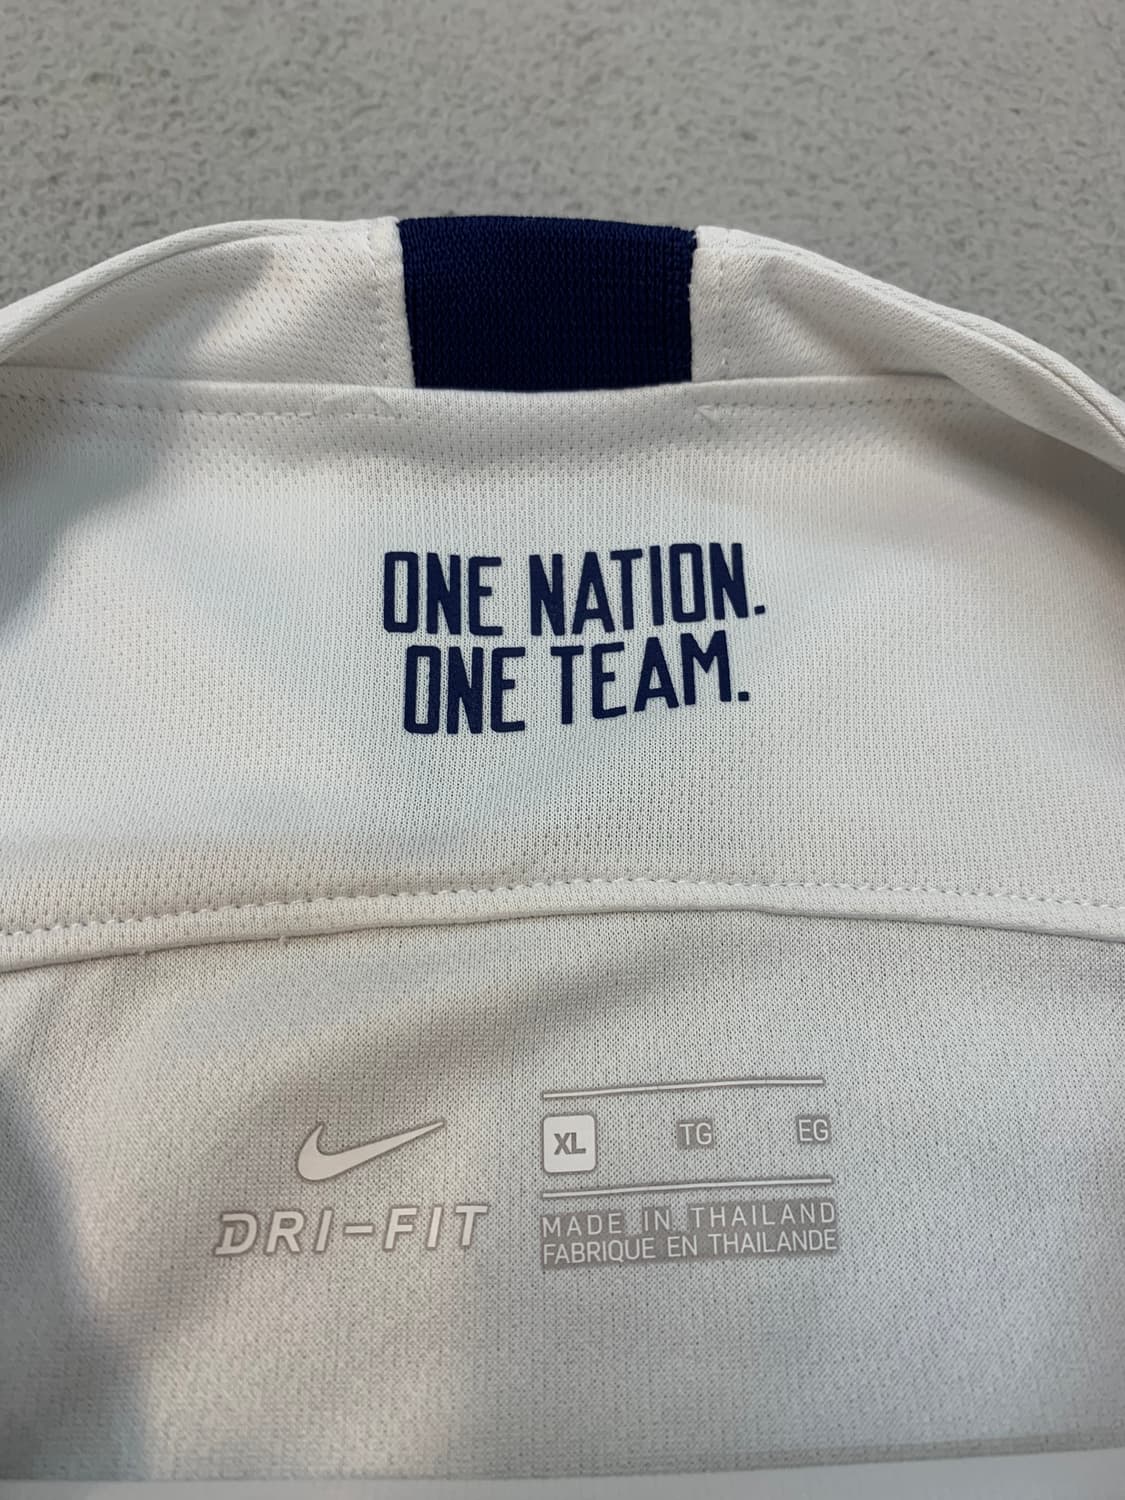 ONE NATION.
ONE TEAM.
DRI-FIT
XL TG EG
MADE IN THAILAND
FABRIQUE EN THAILANDE